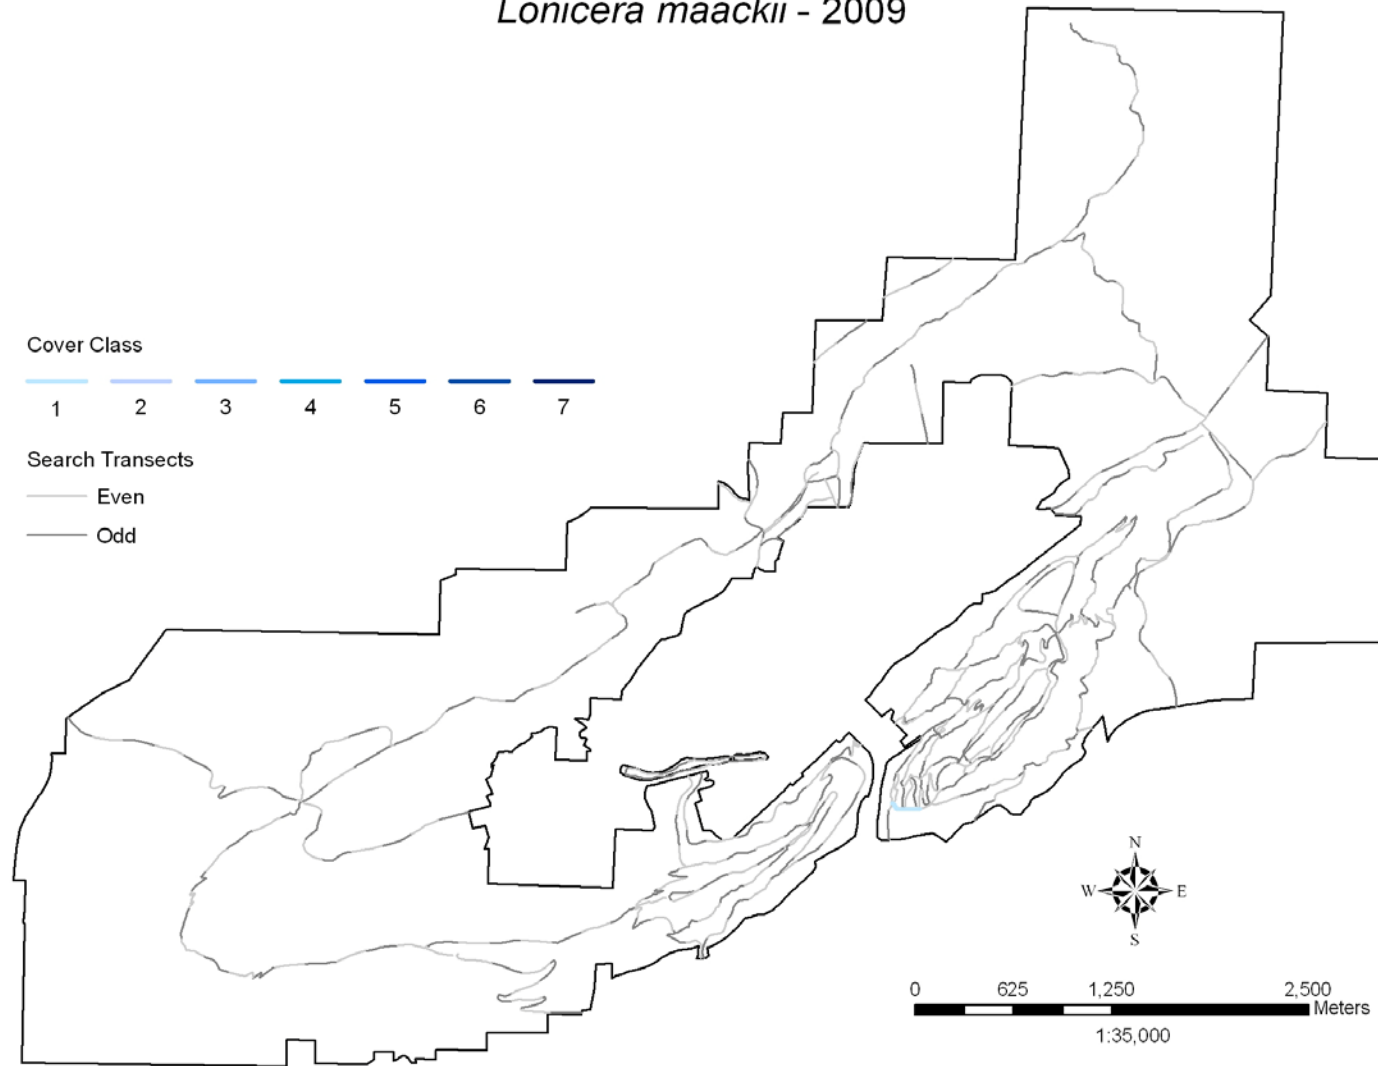 Lonicera maackii - 2009
Cover Class
1 2 3 4 5 6 7
Search Transects
Even
Odd
N
W E
S
0 625 1,250 2,500
Meters
1:35,000